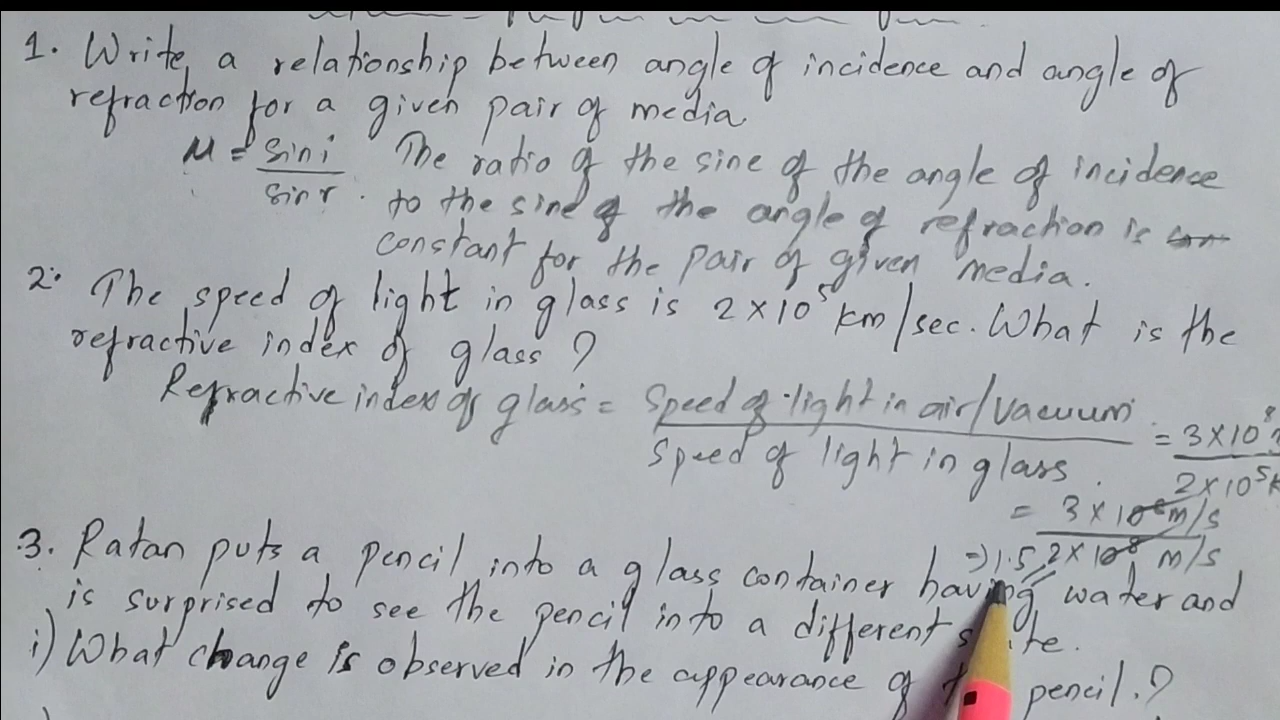 1. Write a relationship between angle of incidence and angle of
refraction for a given pair of media
μ = sin i / sin r . The ratio of the sine of the angle of incidence
to the sine of the angle of refraction is
constant for the pair of given media.
2. The speed of light in glass is 2×10⁵ km/sec. What is the
refractive index of glass ?
Refractive index of glass = Speed of light in air/vacuum / Speed of light in glass = 3×10⁸ / 2×10⁵
= 3×10⁸ m/s / 2×10⁸ m/s
⇒ 1.5
3. Ratan puts a pencil into a glass container having water and
is surprised to see the pencil into a different
i) What change is observed in the appearance of pencil.?